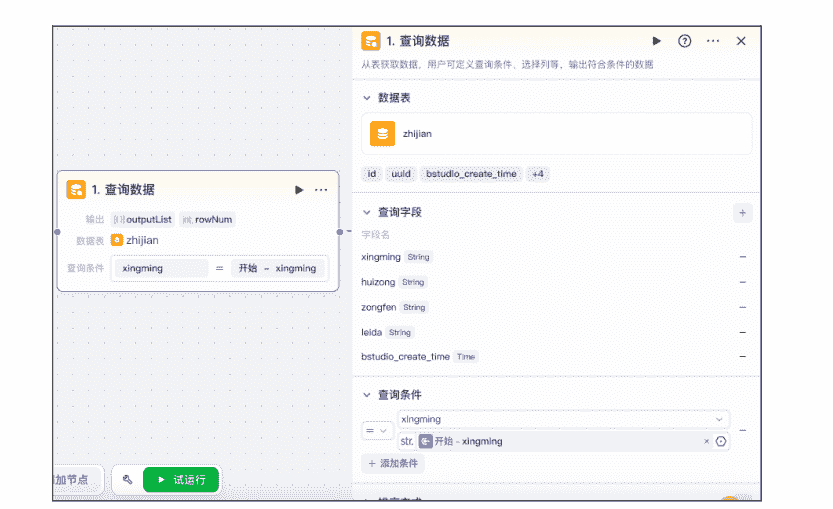 1. 查询数据
输出 [{}] outputList int. rowNum
数据表 zhijian
查询条件 xingming = 开始 - xingming
加节点
试运行
1. 查询数据
从表获取数据，用户可定义查询条件、选择列等，输出符合条件的数据
数据表
zhijian
id uuid bstudio_create_time +4
查询字段
字段名
xingming String
huizong String
zongfen String
leida String
bstudio_create_time Time
查询条件
xingming
= str. 开始 - xingming
+ 添加条件